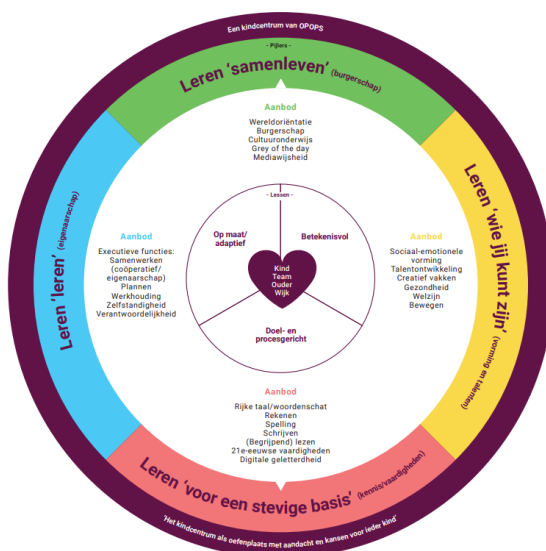 Een kindcentrum van OPOPS
- Pijlers -
Leren ‘samenleven’ (burgerschap)
Aanbod
Wereldoriëntatie
Burgerschap
Cultuuronderwijs
Grey of the day
Mediawijsheid
Leren ‘leren’ (eigenaarschap)
Aanbod
Executieve functies:
Samenwerken
(coöperatief/
eigenaarschap)
Plannen
Werkhouding
Zelfstandigheid
Verantwoordelijkheid
- Lessen -
Op maat/
adaptief
Betekenisvol
Kind
Team
Ouder
Wijk
Doel- en
procesgericht
Aanbod
Sociaal-emotionele
vorming
Talentontwikkeling
Creatief vakken
Gezondheid
Welzijn
Bewegen
Leren ‘wie jij kunt zijn’ (vorming en talenten)
Aanbod
Rijke taal/woordenschat
Rekenen
Spelling
Schrijven
(Begrijpend) lezen
21e-eeuwse vaardigheden
Digitale geletterdheid
Leren ‘voor een stevige basis’ (kennis/vaardigheden)
‘Het kindcentrum als oefenplaats met aandacht en kansen voor ieder kind’